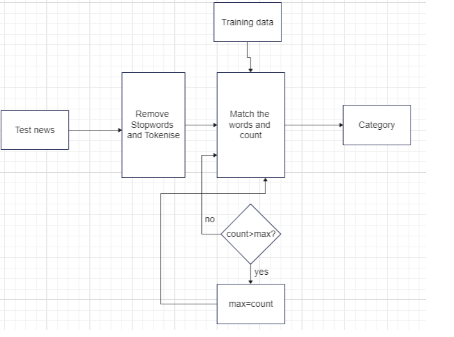 Training data
Test news
Remove
Stopwords
and Tokenise
Match the
words and
count
Category
no
count>max?
yes
max=count